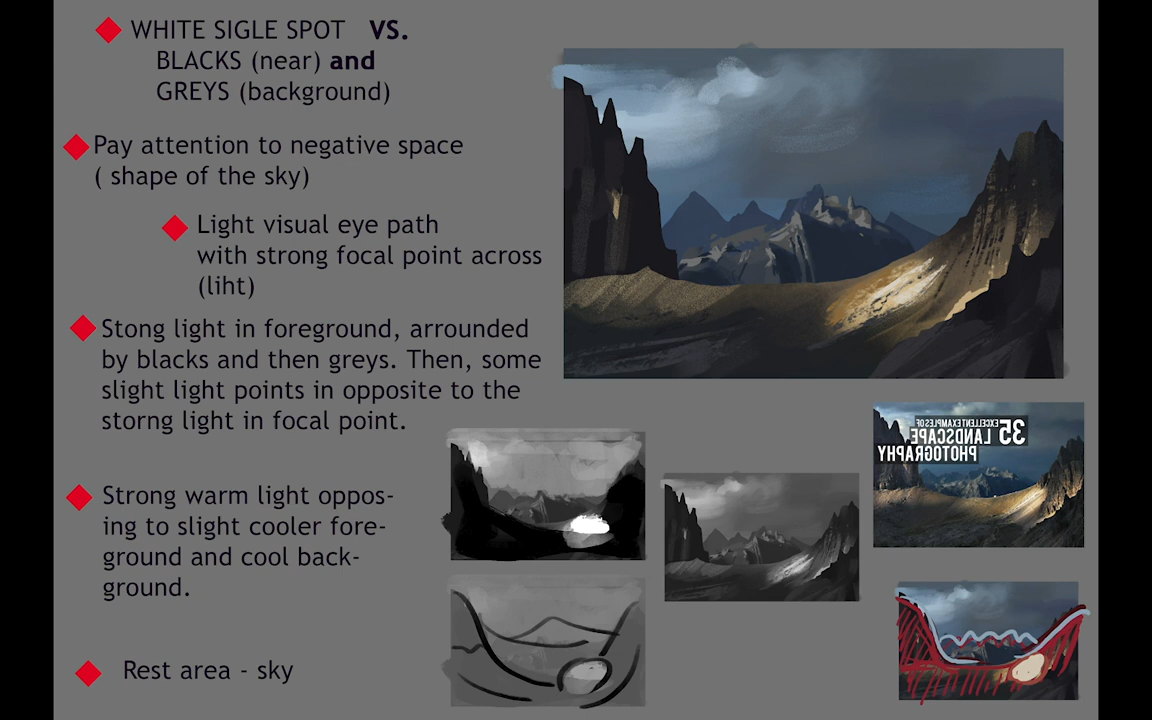 WHITE SIGLE SPOT VS.
BLACKS (near) and
GREYS (background)
Pay attention to negative space
( shape of the sky)
Light visual eye path
with strong focal point across
(liht)
Stong light in foreground, arrounded
by blacks and then greys. Then, some
slight light points in opposite to the
storng light in focal point.
Strong warm light oppos-
ing to slight cooler fore-
ground and cool back-
ground.
Rest area - sky
35 EXCELLENT EXAMPLES OF
LANDSCAPE
PHOTOGRAPHY